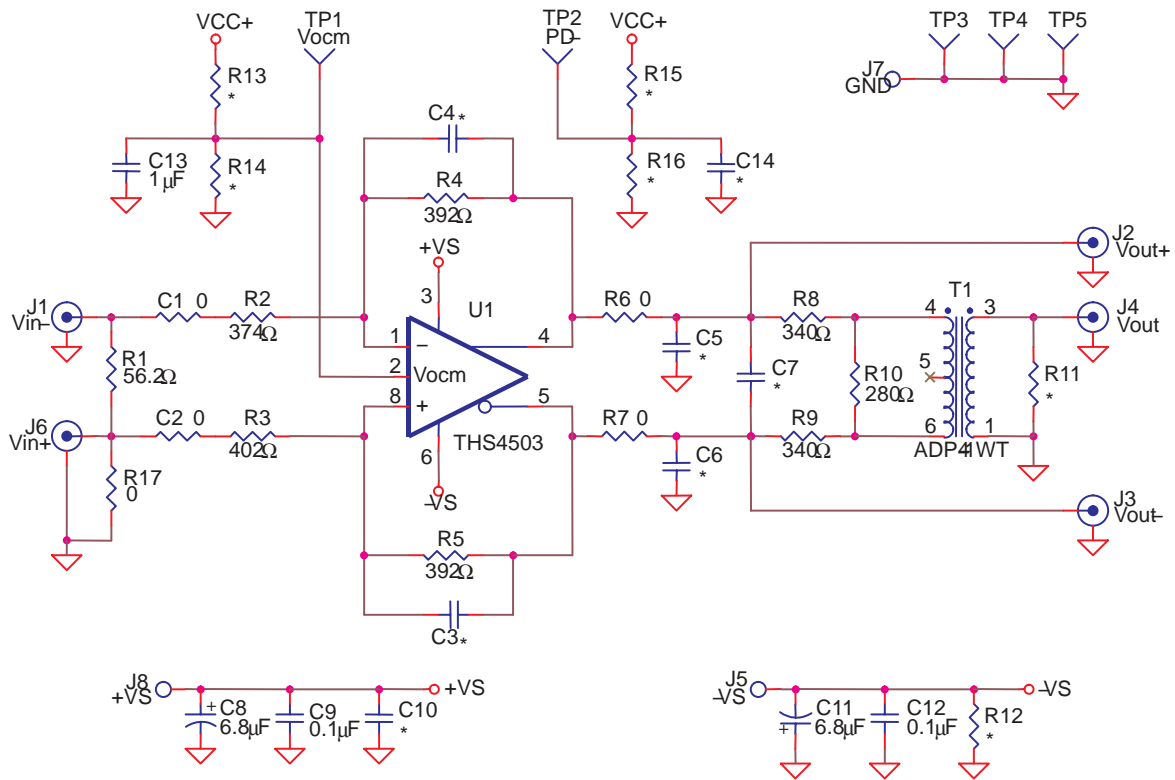 VCC+
TP1
Vocm
TP2
PD-
VCC+
TP3
TP4
TP5
R13
*
R15
*
J7
GND
C4*
C13
1µF
R14
*
R16
*
C14
*
R4
392Ω
+VS
J2
Vout+
3
U1
J1
Vin-
C1 0
R2
374Ω
R6 0
R8
340Ω
T1
4
3
J4
Vout
1
–
4
C5
*
R1
56.2Ω
2
Vocm
C7
*
R10
280Ω
5
R11
*
8
+
5
J6
Vin+
C2 0
R3
402Ω
R7 0
R9
340Ω
6
1
THS4503
ADP4-1WT
6
C6
*
R17
0
-VS
J3
Vout-
R5
392Ω
C3*
J8
+VS
+VS
+
C8
6.8µF
C9
0.1µF
C10
*
J5
-VS
-VS
+
C11
6.8µF
C12
0.1µF
R12
*